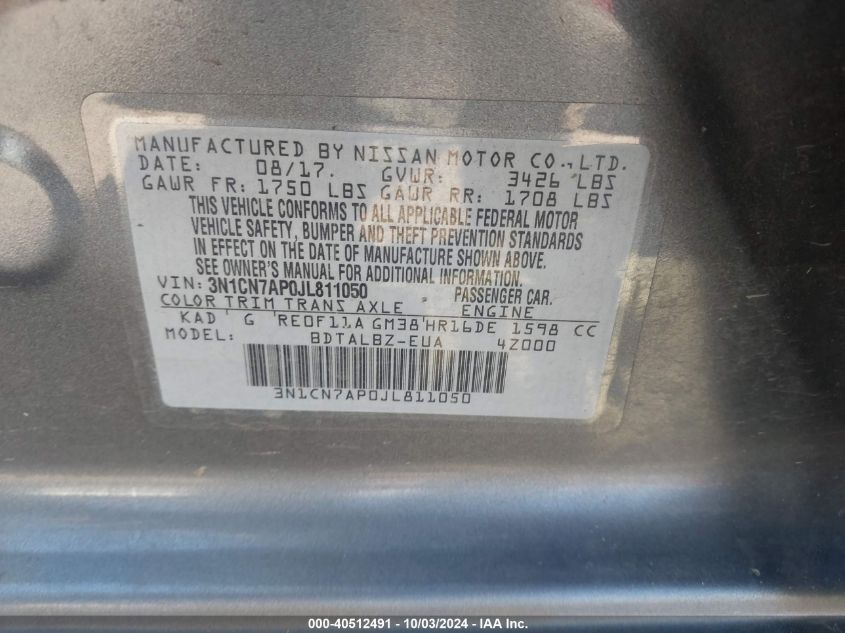 MANUFACTURED BY NISSAN MOTOR CO., LTD.
DATE: 08/17. GVWR: 3426 LBS
GAWR FR: 1750 LBS GAWR RR: 1708 LBS
THIS VEHICLE CONFORMS TO ALL APPLICABLE FEDERAL MOTOR
VEHICLE SAFETY, BUMPER AND THEFT PREVENTION STANDARDS
IN EFFECT ON THE DATE OF MANUFACTURE SHOWN ABOVE.
SEE OWNER'S MANUAL FOR ADDITIONAL INFORMATION.
VIN: 3N1CN7AP0JL811050 PASSENGER CAR.
COLOR TRIM TRANS AXLE ENGINE
KAD G RE0F11A GM38 HR16DE 1598 CC
MODEL: BDTALBZ-EUA 4Z000
3N1CN7AP0JL811050
000-40512491 - 10/03/2024 - IAA Inc.